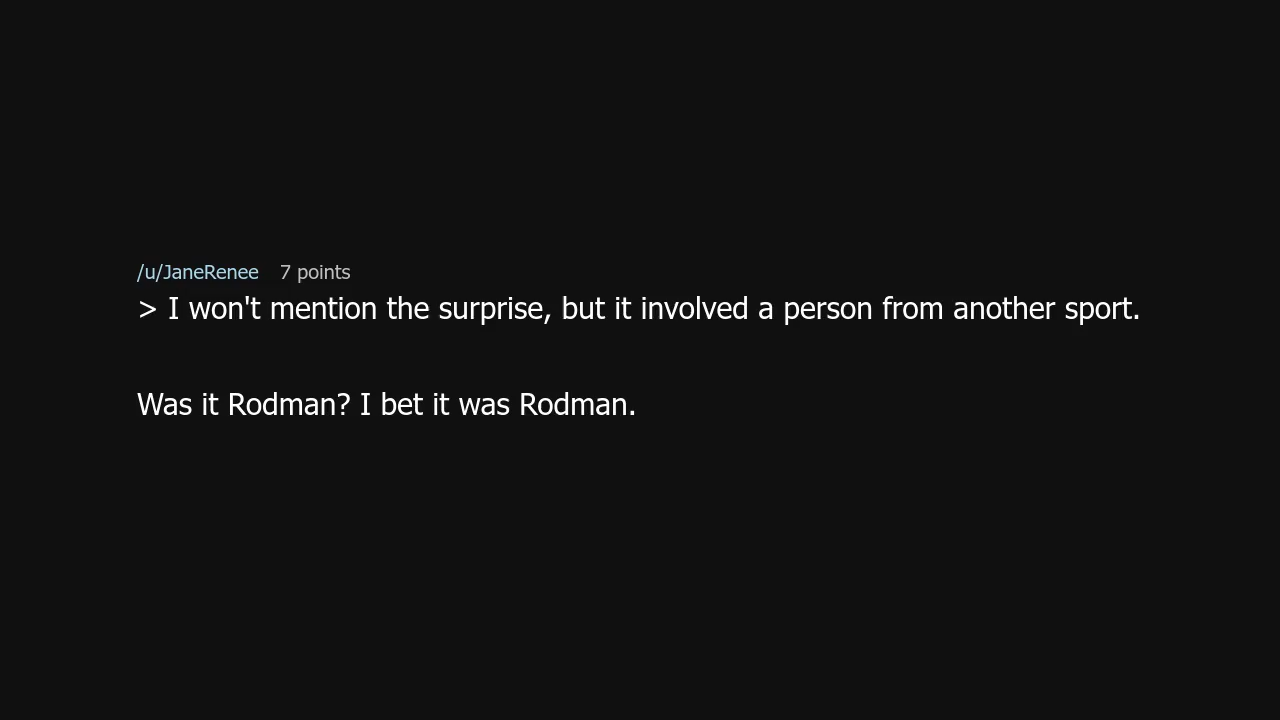 /u/JaneRenee 7 points
> I won't mention the surprise, but it involved a person from another sport.
Was it Rodman? I bet it was Rodman.